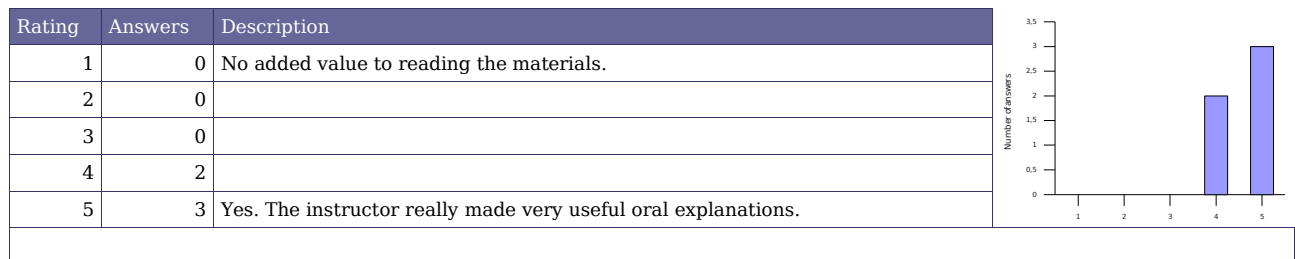 Rating Answers Description
1 0 No added value to reading the materials.
2 0
3 0
4 2
5 3 Yes. The instructor really made very useful oral explanations.
3,5
3
2,5
2
1,5
1
0,5
0
Number of answers
1 2 3 4 5